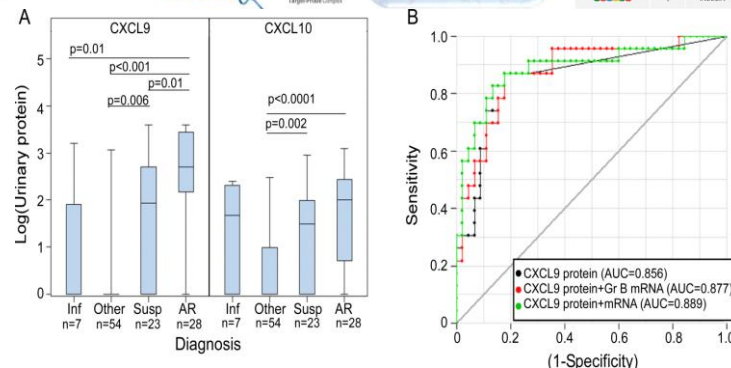 Targeted Probe Complex
A
CXCL9
CXCL10
p=0.01
p<0.001
p=0.01
p=0.006
p<0.0001
p=0.002
Log(Urinary protein)
5
4
3
2
1
0
Inf Other Susp AR Inf Other Susp AR
n=7 n=54 n=23 n=28 n=7 n=54 n=23 n=28
Diagnosis
B
Sensitivity
1.0
0.8
0.6
0.4
0.2
0
0.2 0.4 0.6 0.8 1.0
CXCL9 protein (AUC=0.856)
CXCL9 protein+Gr B mRNA (AUC=0.877)
CXCL9 protein+mRNA (AUC=0.889)
(1-Specificity)